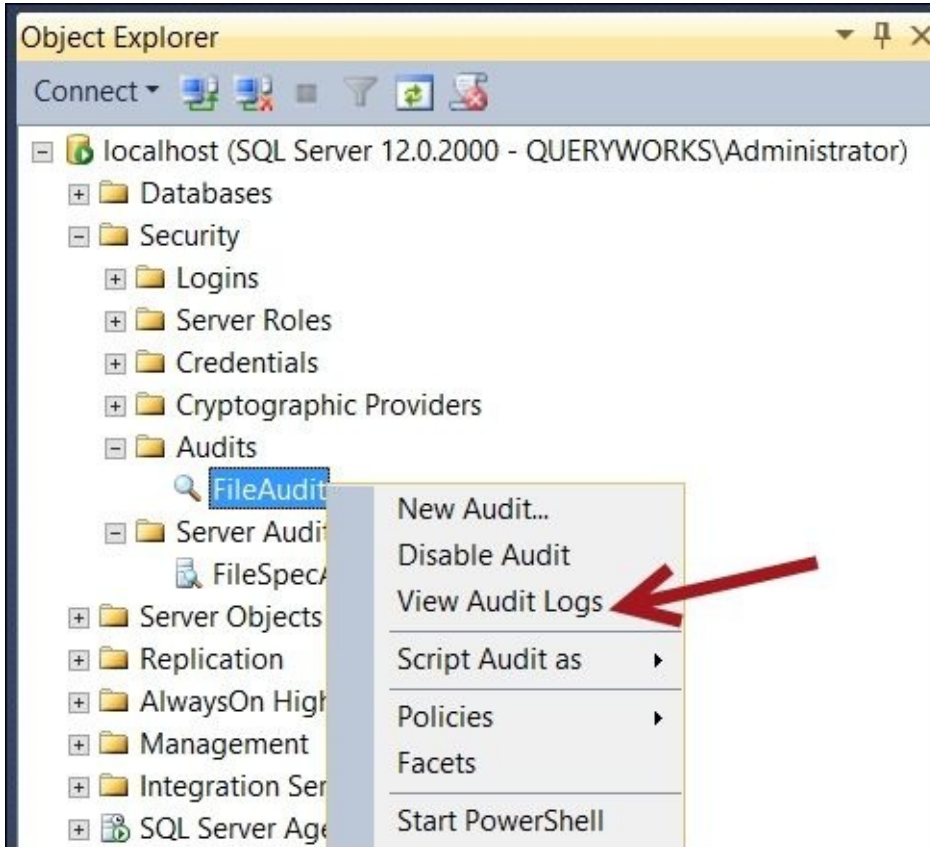 Object Explorer
Connect
localhost (SQL Server 12.0.2000 - QUERYWORKS\Administrator)
Databases
Security
Logins
Server Roles
Credentials
Cryptographic Providers
Audits
FileAudit
New Audit...
Server Audi
Disable Audit
FileSpecA
View Audit Logs
Server Objects
Replication
Script Audit as
AlwaysOn High
Policies
Management
Facets
Integration Ser
SQL Server Age
Start PowerShell